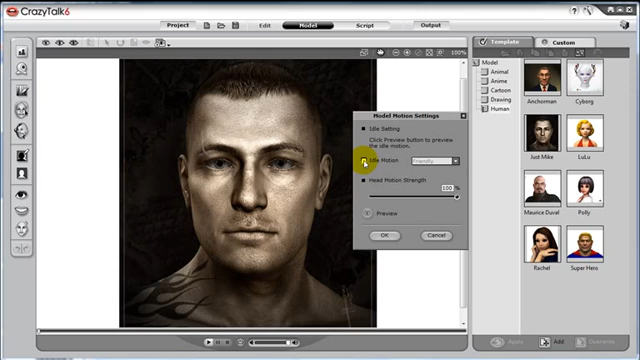 CrazyTalk6
Project
Edit
Model
Script
Output
100%
Template
Custom
Model
Animal
Anime
Cartoon
Drawing
Human
Anchorman
Cyborg
Just Mike
LuLu
Maurice Duval
Polly
Rachel
Super Hero
Model Motion Settings
Idle Setting
Click Preview button to preview
the idle motion.
Idle Motion
Friendly
Head Motion Strength
100 %
Preview
OK
Cancel
Apply
Add
Overwrite